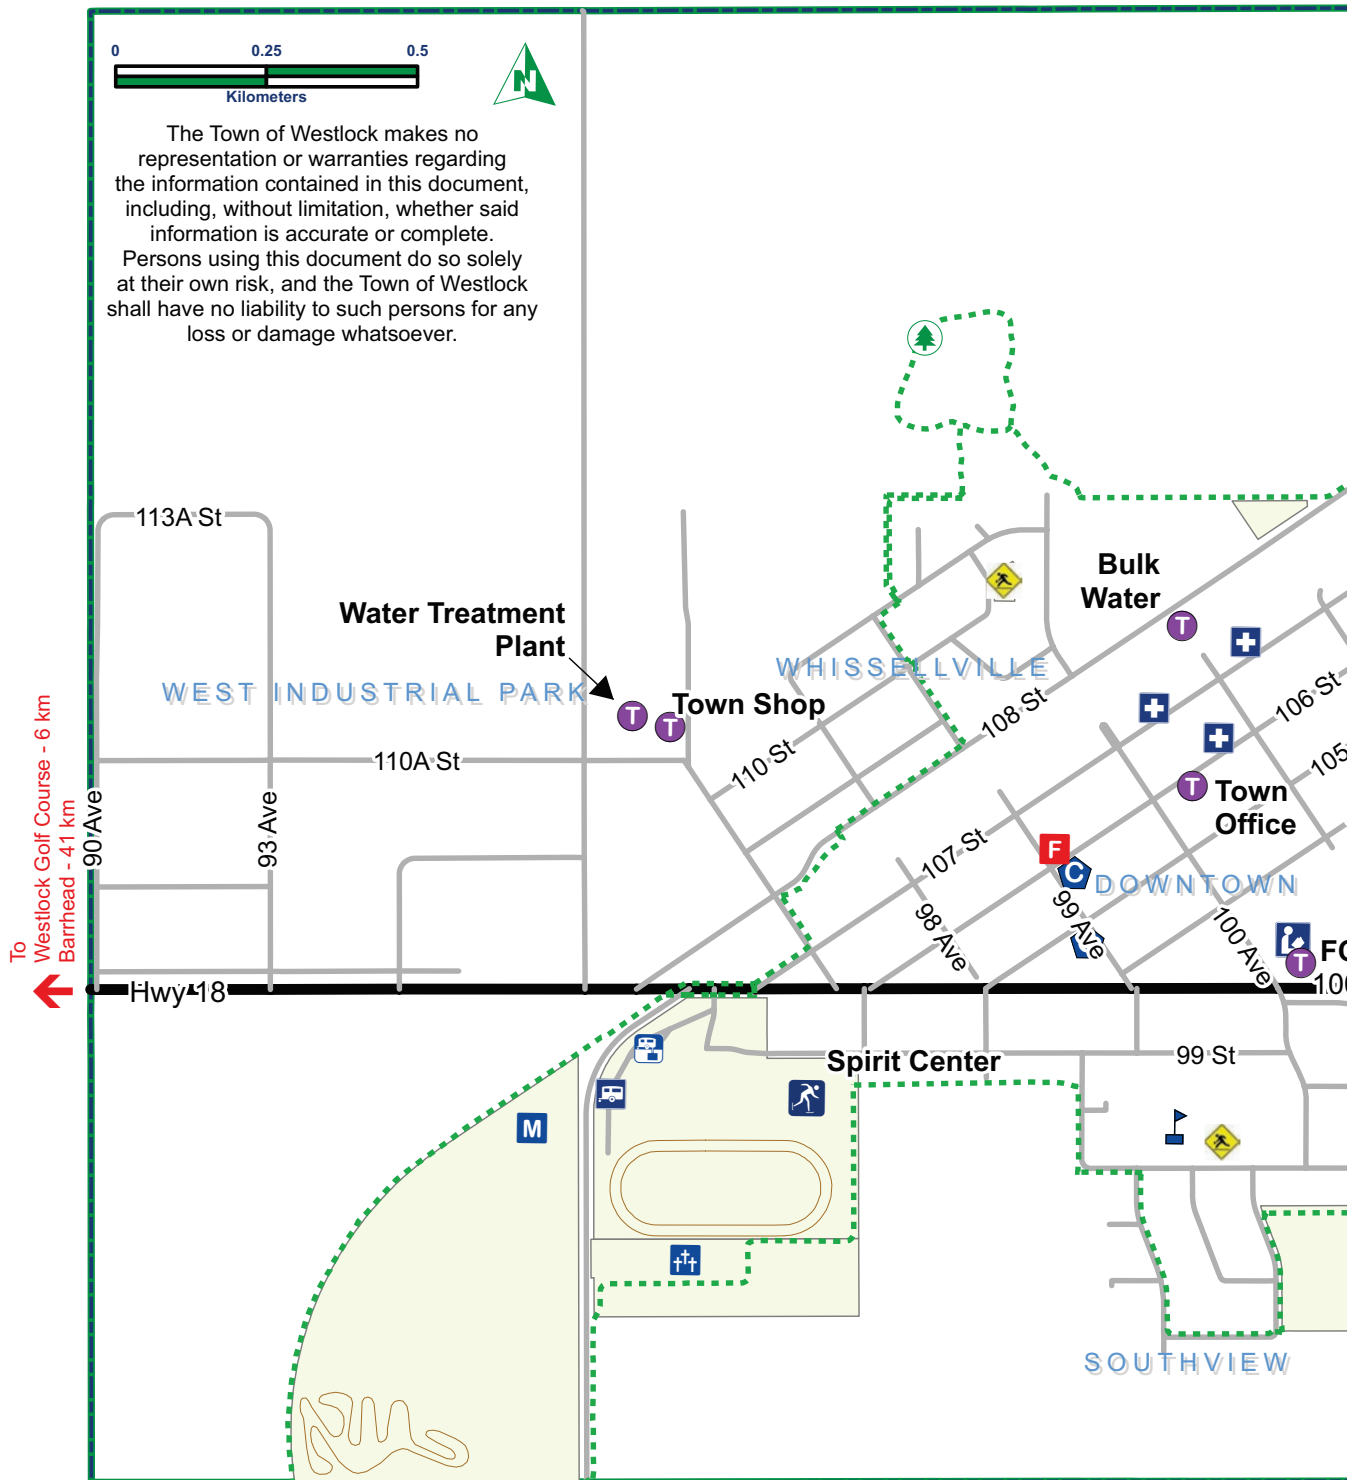 0 0.25 0.5
Kilometers
N
The Town of Westlock makes no
representation or warranties regarding
the information contained in this document,
including, without limitation, whether said
information is accurate or complete.
Persons using this document do so solely
at their own risk, and the Town of Westlock
shall have no liability to such persons for any
loss or damage whatsoever.
113A St
Bulk
Water
T
Water Treatment
Plant
WHISSELLVILLE
WEST INDUSTRIAL PARK
T
T
Town Shop
108 St
106 St
110 St
110A St
105
T
Town
Office
90 Ave
93 Ave
107 St
F
C
DOWNTOWN
98 Ave
99 Ave
100 Ave
T
FC
100
To
Westlock Golf Course - 6 km
Barrhead - 41 km
Hwy 18
Spirit Center
99 St
M
SOUTHVIEW